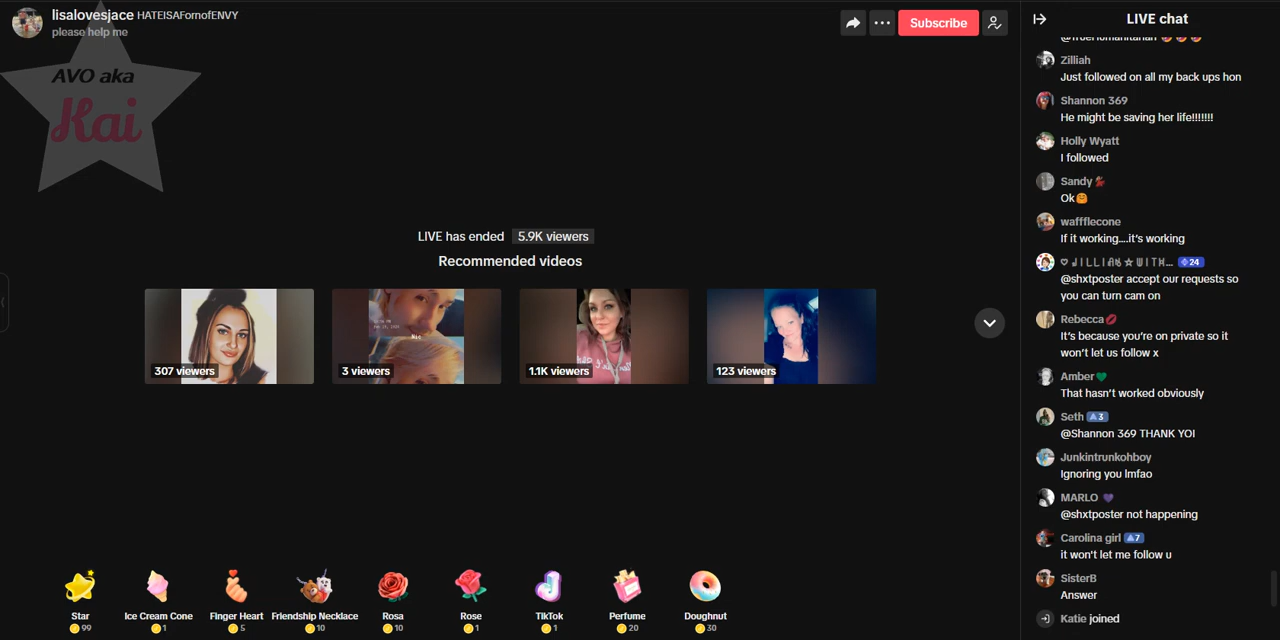 lisalovesjace HATEISAFornofENVY
please help me
AVO aka
Kai
Subscribe
LIVE has ended 5.9K viewers
Recommended videos
307 viewers
3 viewers
1.1K viewers
123 viewers
Star
99
Ice Cream Cone
1
Finger Heart
5
Friendship Necklace
10
Rosa
10
Rose
1
TikTok
1
Perfume
20
Doughnut
30
LIVE chat
Zilliah
Just followed on all my back ups hon
Shannon 369
He might be saving her life!!!!!!!
Holly Wyatt
I followed
Sandy💃🏾
Ok🤗
waffflecone
If it working....it's working
24
@shxtposter accept our requests so
you can turn cam on
Rebecca💋
It's because you're on private so it
won't let us follow x
Amber💚
That hasn't worked obviously
Seth 3
@Shannon 369 THANK YOI
Junkintrunkohboy
Ignoring you lmfao
MARLO 💜
@shxtposter not happening
Carolina girl 7
it won't let me follow u
SisterB
Answer
Katie joined